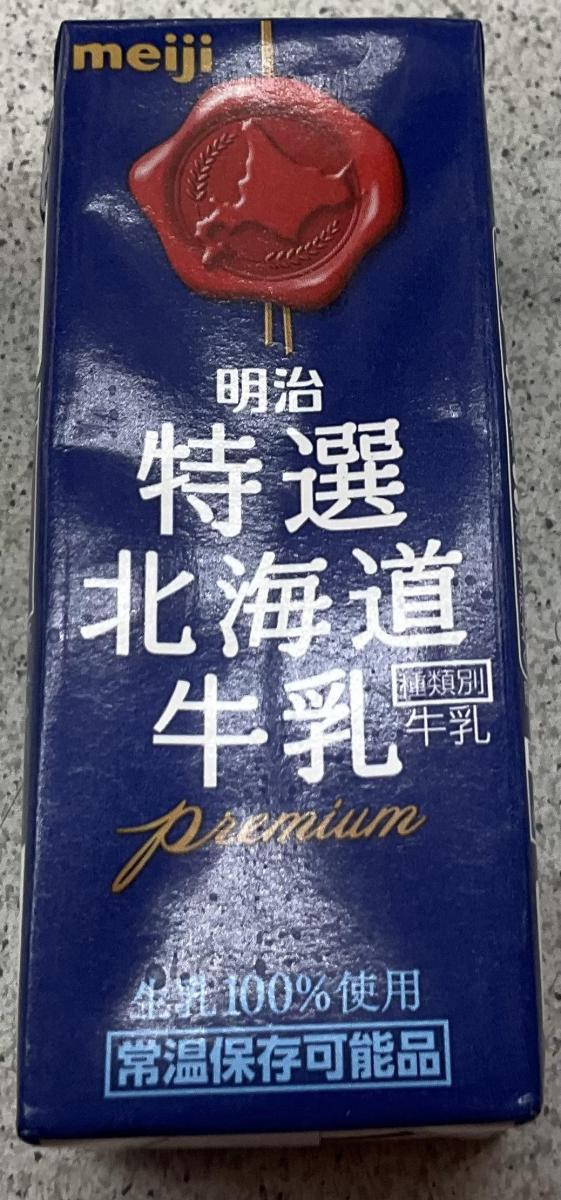 meiji
明治
特選
北海道
牛乳
種類別
牛乳
premium
生乳100%使用
常温保存可能品